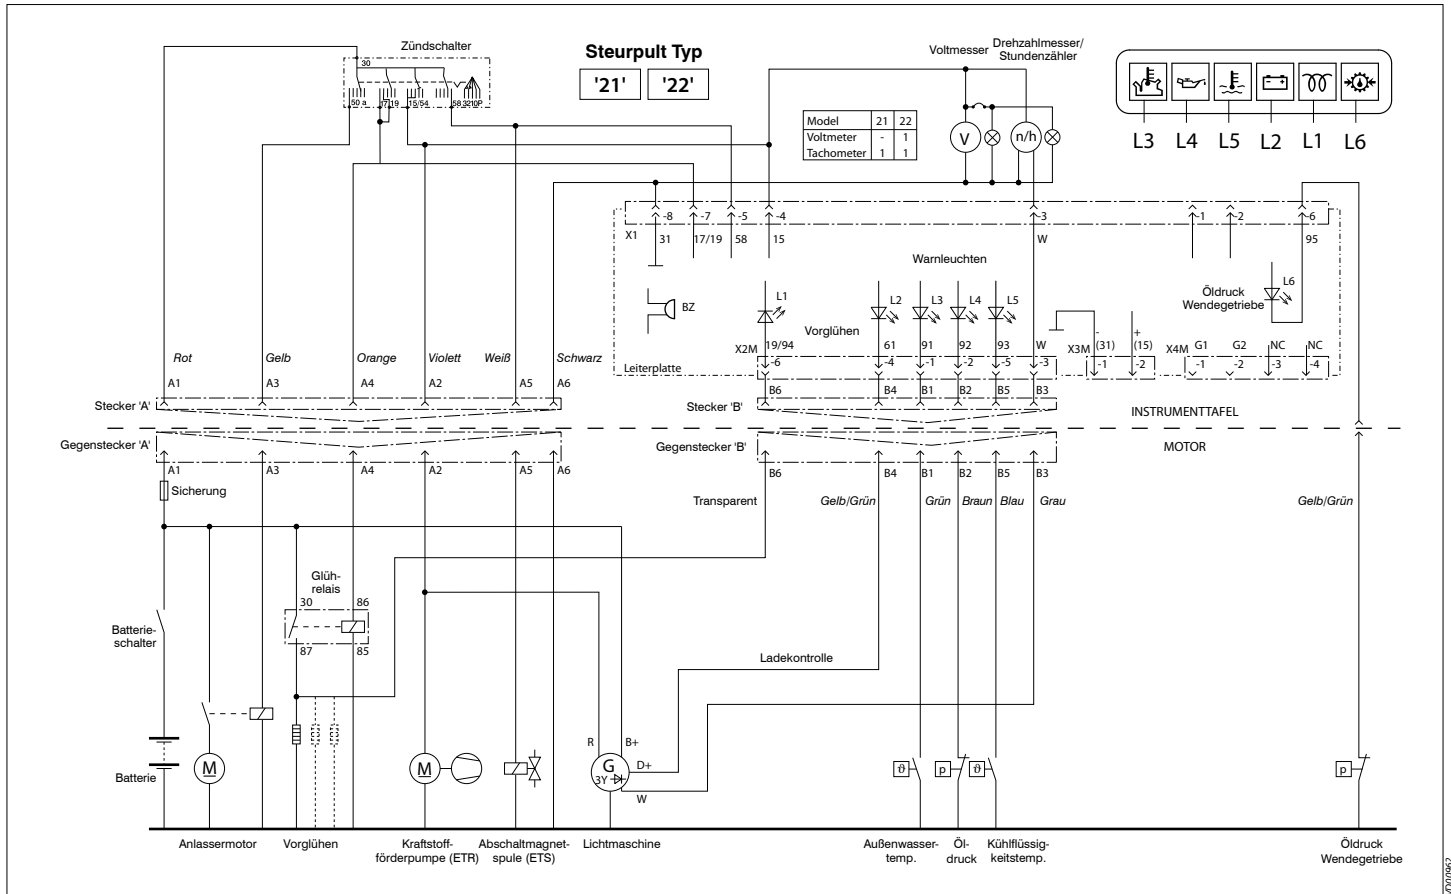 Zündschalter
30
50 a
17
19
15/54
58
3210P
Steurpult Typ
'21' '22'
Voltmesser
Drehzahlmesser/
Stundenzähler
Model 21 22
Voltmeter - 1
Tachometer 1 1
V
n/h
L3 L4 L5 L2 L1 L6
-8 -7 -5 -4 -3 -1 -2 -6
X1 31 17/19 58 15 W 95
Warnleuchten
BZ
L1
L2 L3 L4 L5
L6
Öldruck
Wendegetriebe
Vorglühen
X2M 19/94 61 91 92 93 W
-6 -4 -1 -2 -5 -3
- +
X3M (31) (15)
-1 -2
X4M G1 G2 NC NC
-1 -2 -3 -4
Leiterplatte
Rot Gelb Orange Violett Weiß Schwarz
A1 A3 A4 A2 A5 A6
B6 B4 B1 B2 B5 B3
Stecker 'A'
Stecker 'B'
INSTRUMENTTAFEL
Gegenstecker 'A'
Gegenstecker 'B'
MOTOR
A1 A3 A4 A2 A5 A6
B6 B4 B1 B2 B5 B3
Sicherung
Transparent Gelb/Grün Grün Braun Blau Grau Gelb/Grün
Glüh-
relais
30 86
87 85
Batterie-
schalter
Ladekontrolle
R B+
G
3Y
D+
W
Batterie
M
M
ϑ p ϑ p
Anlassermotor
Vorglühen
Kraftstoff-
förderpumpe (ETR)
Abschaltmagnet-
spule (ETS)
Lichtmaschine
Außenwasser-
temp.
Öl-
druck
Kühlflüssig-
keitstemp.
Öldruck
Wendegetriebe